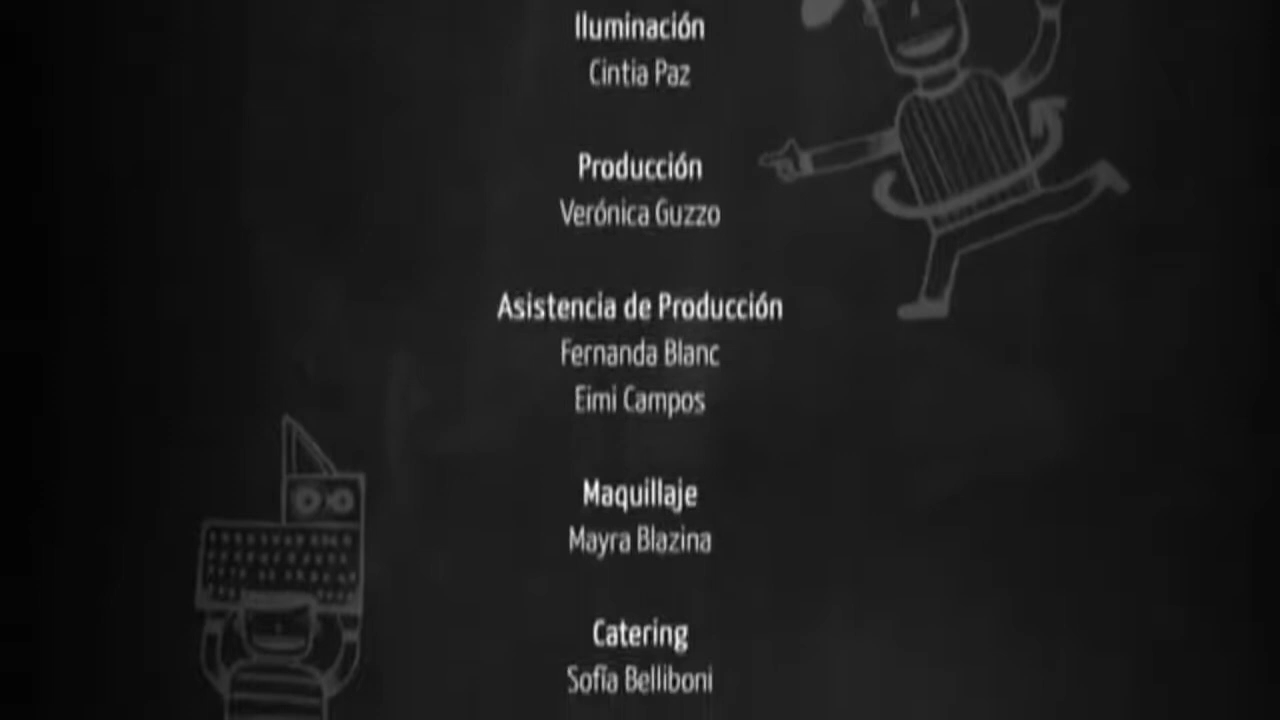 Iluminación
Cintia Paz
Producción
Verónica Guzzo
Asistencia de Producción
Fernanda Blanc
Eimi Campos
Maquillaje
Mayra Blazina
Catering
Sofía Belliboni